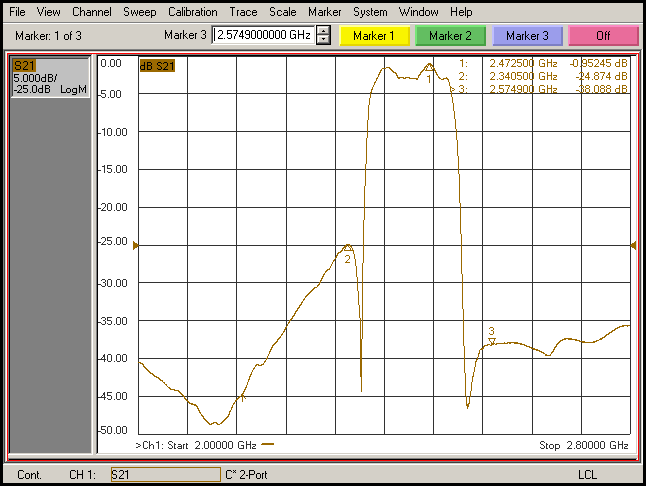 File View Channel Sweep Calibration Trace Scale Marker System Window Help
Marker: 1 of 3 Marker 3 2.5749000000 GHz Marker 1 Marker 2 Marker 3 Off
S21
5.000dB/
-25.0dB LogM
dB S21
1: 2.472500 GHz -0.95245 dB
2: 2.340500 GHz -24.874 dB
> 3: 2.574900 GHz -38.088 dB
0.00
-5.00
-10.00
-15.00
-20.00
-25.00
-30.00
-35.00
-40.00
-45.00
-50.00
1
2
3
>Ch1: Start 2.00000 GHz Stop 2.80000 GHz
Cont. CH 1: S21 C* 2-Port LCL